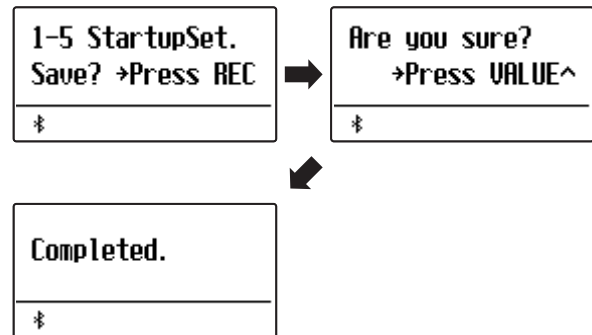 1-5 StartupSet.
Save? →Press REC
Are you sure?
→Press VALUE^
Completed.